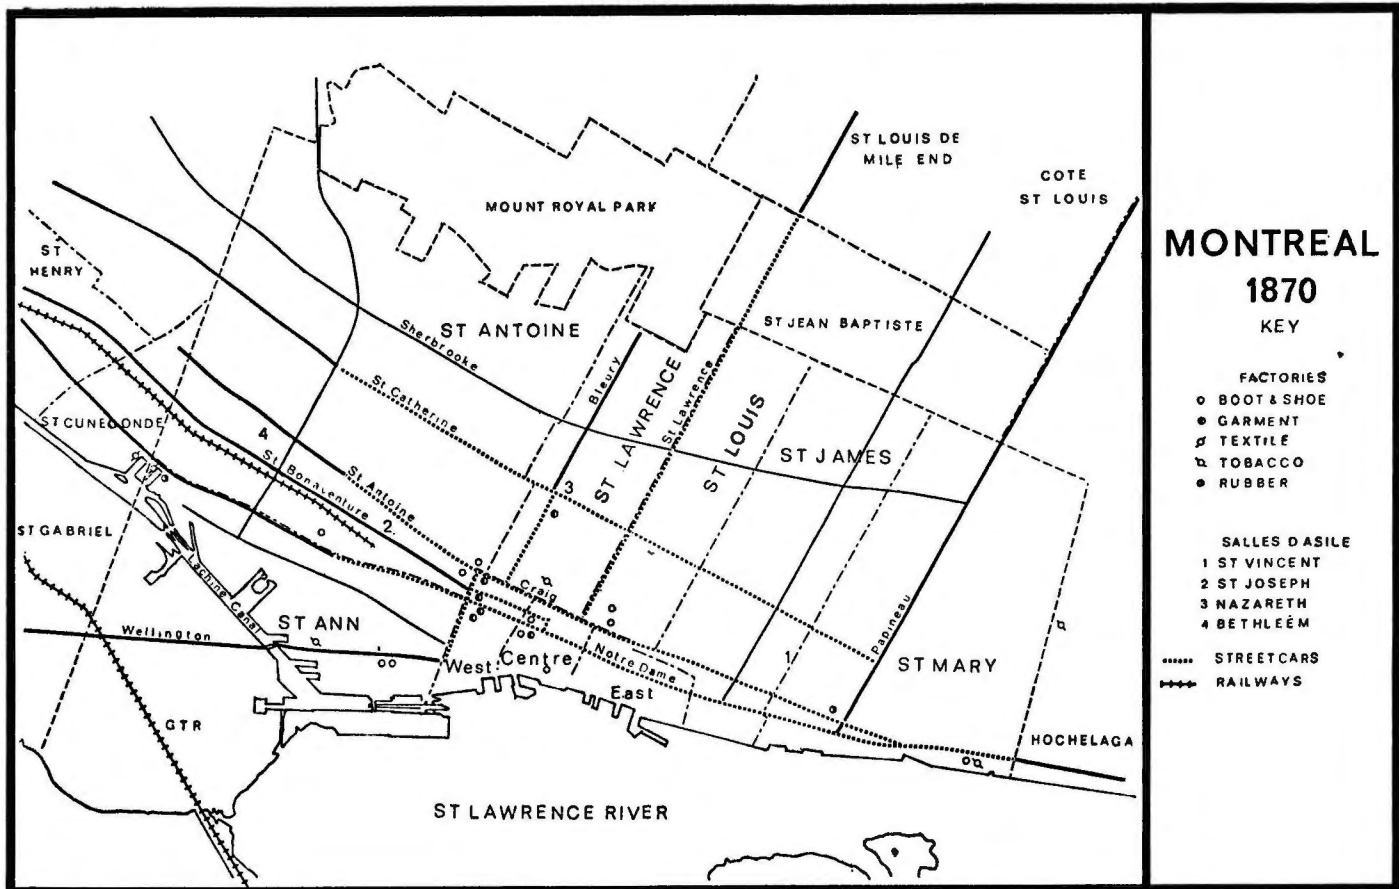 ST LOUIS DE
MILE END
COTE
ST LOUIS
MOUNT ROYAL PARK
ST
HENRY
ST ANTOINE
Sherbrooke
ST JEAN BAPTISTE
Bleury
ST LAWRENCE
St Lawrence
ST LOUIS
St Catherine
ST CUNEGONDE
4
St Bonaventure
St Antoine
ST JAMES
3
2.
ST GABRIEL
Lachine Canal
Craig
ST ANN
Wellington
West
Centre
Notre Dame
East
1
Papineau
ST MARY
GTR
HOCHELAGA
ST LAWRENCE RIVER
MONTREAL
1870
KEY
FACTORIES
BOOT & SHOE
GARMENT
TEXTILE
TOBACCO
RUBBER
SALLES D ASILE
1 ST VINCENT
2 ST JOSEPH
3 NAZARETH
4 BETHLEEM
STREETCARS
RAILWAYS